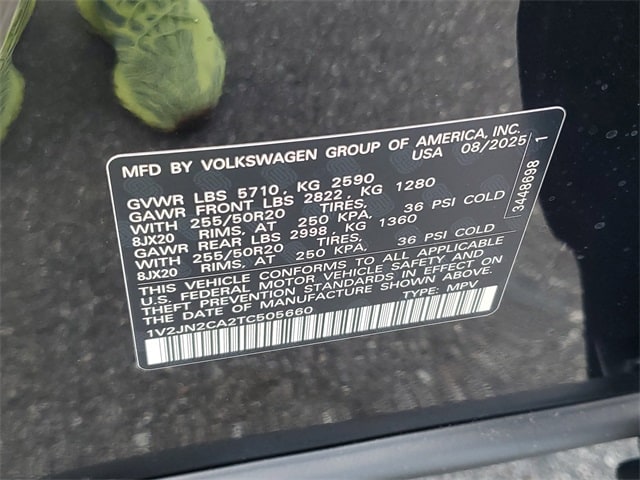 MFD BY VOLKSWAGEN GROUP OF AMERICA, INC.
USA 08/2025
GVWR LBS 5710, KG 2590
GAWR FRONT LBS 2822, KG 1280
WITH 255/50R20 TIRES, 36 PSI COLD
8JX20 RIMS, AT 250 KPA,
GAWR REAR LBS 2998, KG 1360
WITH 255/50R20 TIRES, 36 PSI COLD
8JX20 RIMS, AT 250 KPA,
THIS VEHICLE CONFORMS TO ALL APPLICABLE
U.S. FEDERAL MOTOR VEHICLE SAFETY AND
THEFT PREVENTION STANDARDS IN EFFECT ON
THE DATE OF MANUFACTURE SHOWN ABOVE.
1V2JN2CA2TC505660 TYPE: MPV
3448698 1